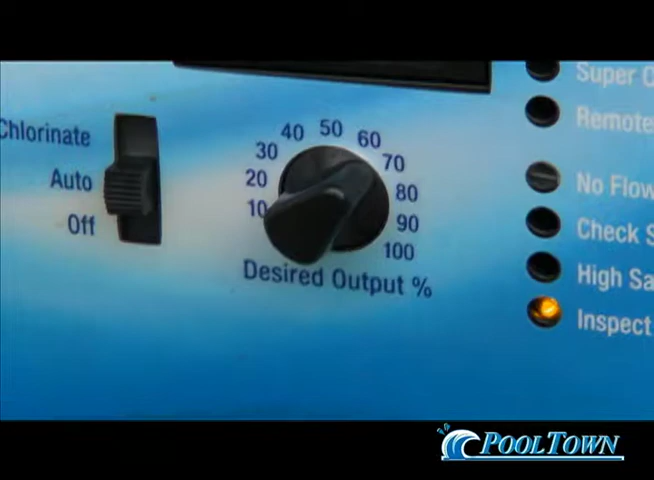 Chlorinate
Auto
Off
10
20
30
40
50
60
70
80
90
100
Desired Output %
Super C
Remote
No Flow
Check S
High Sa
Inspect
POOLTOWN